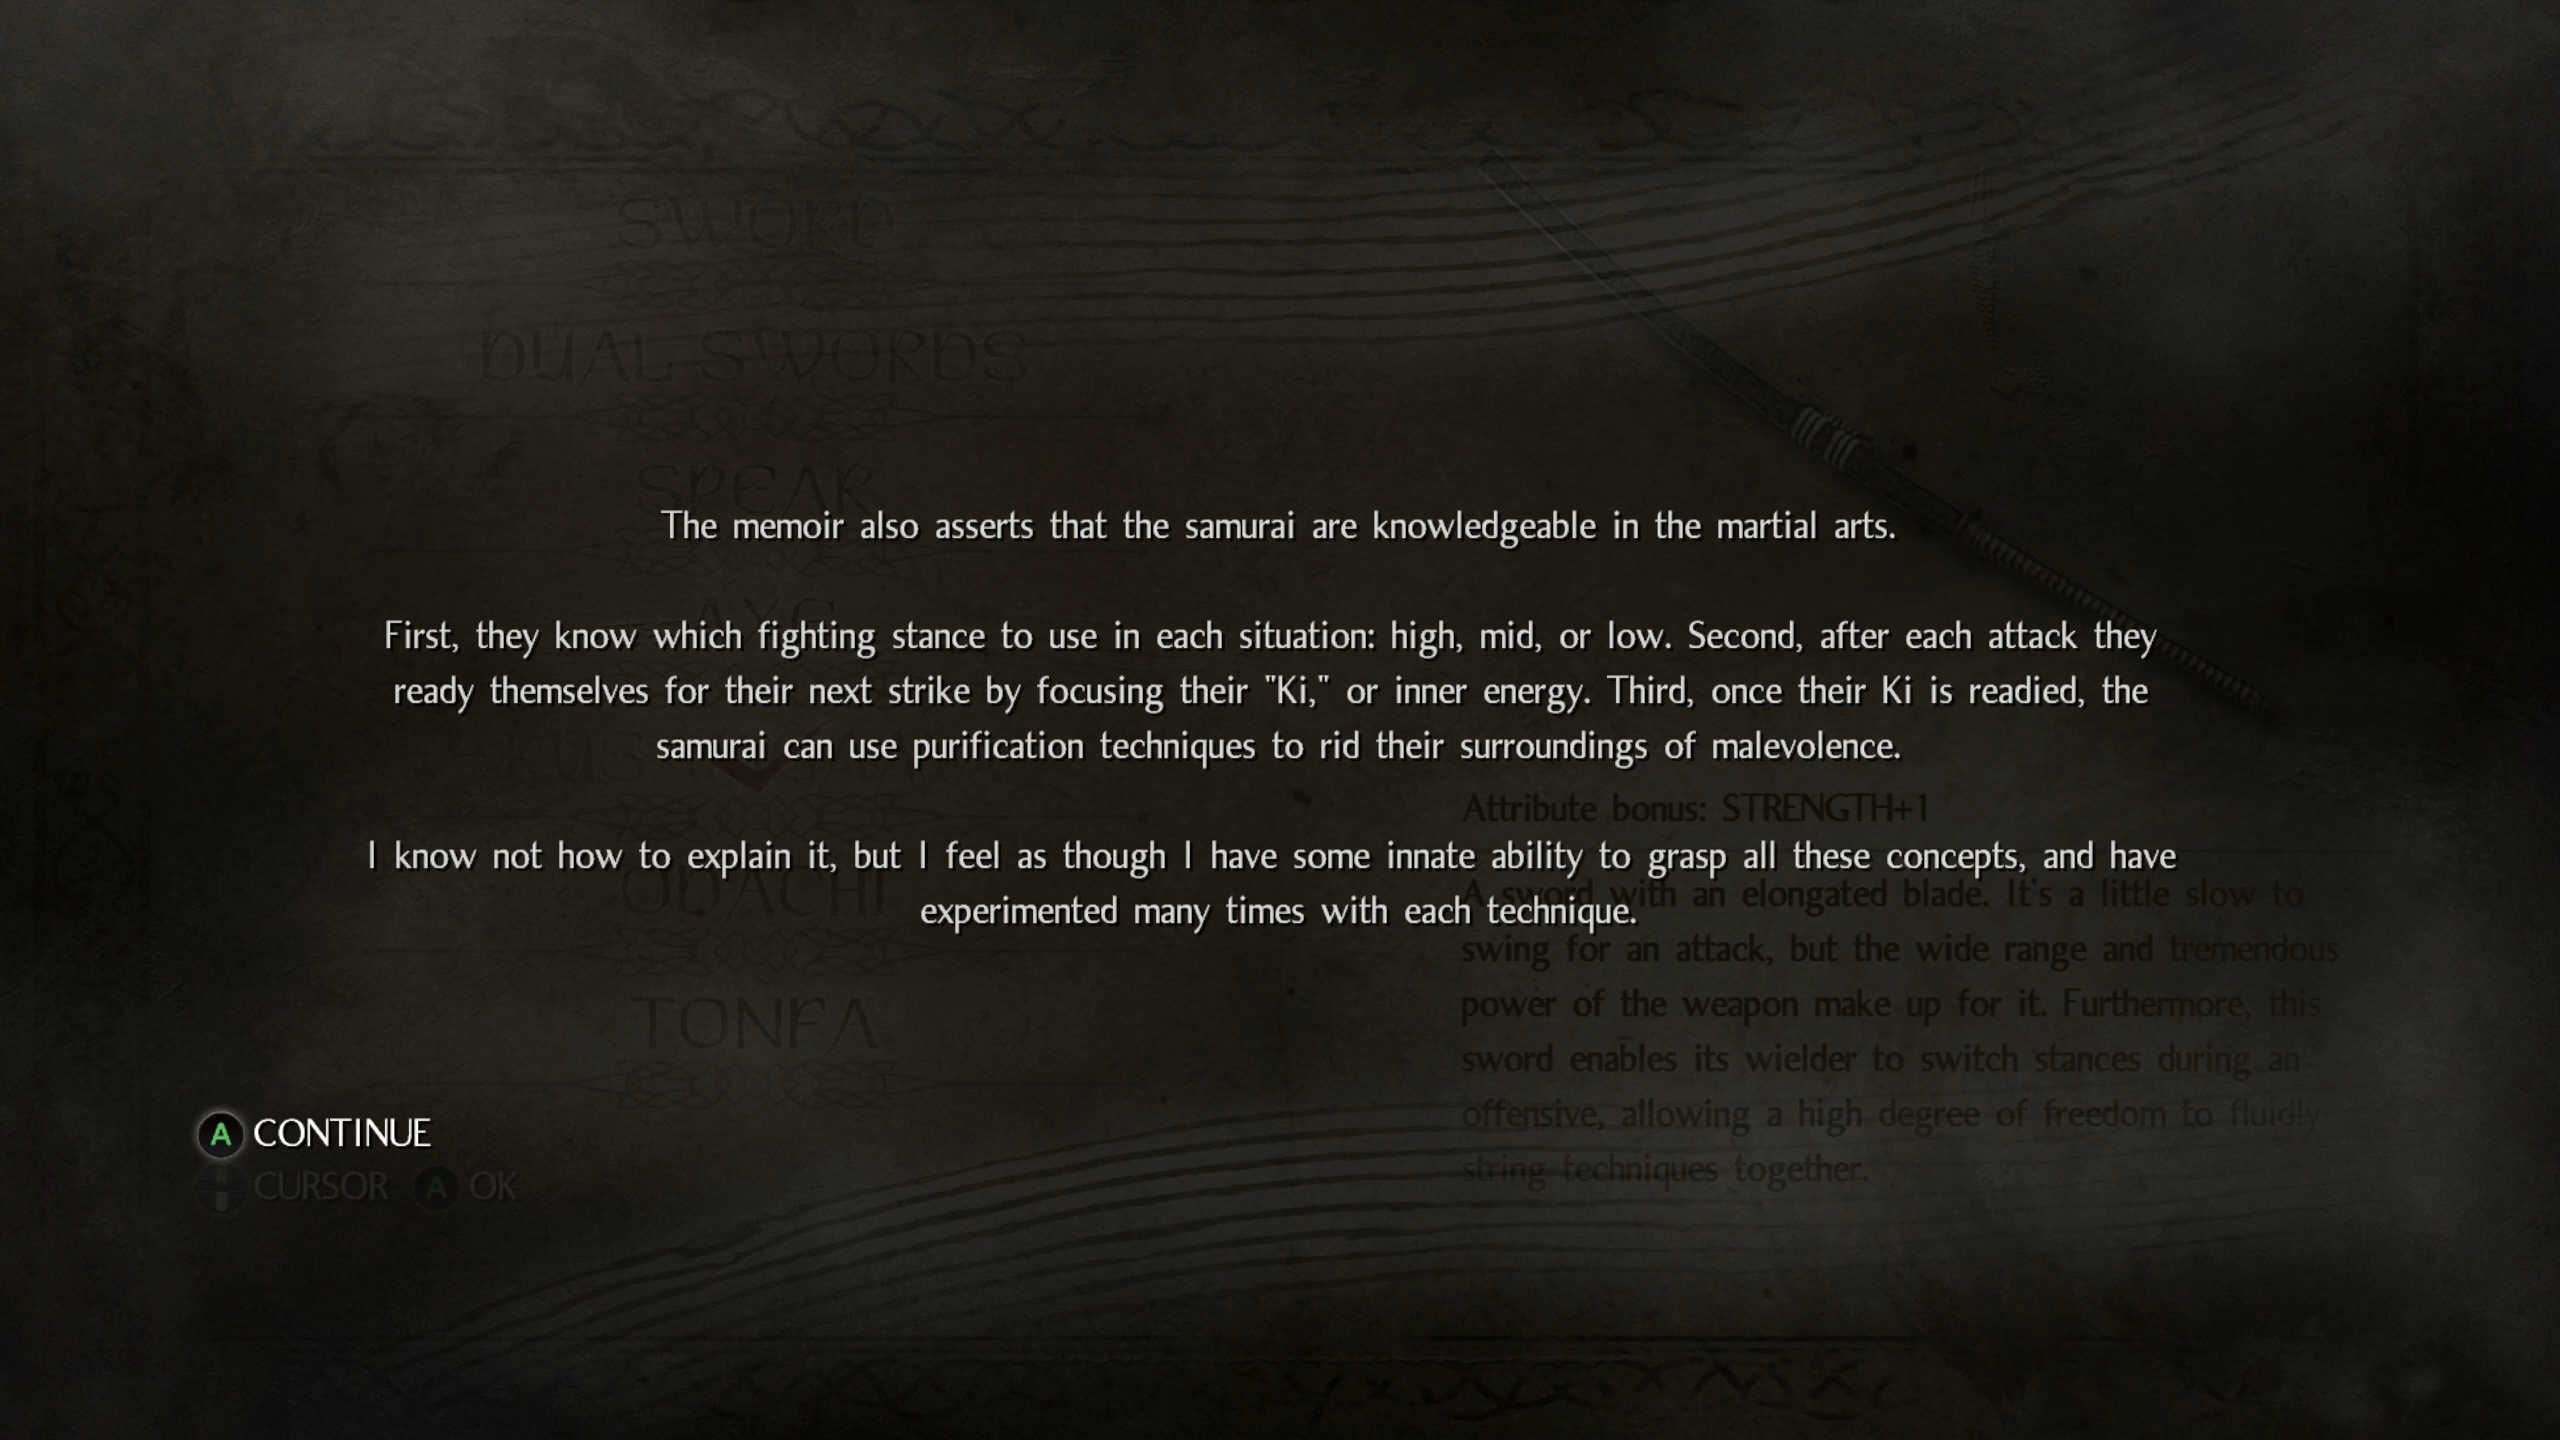 SWORD
DUAL SWORDS
SPEAR
The memoir also asserts that the samurai are knowledgeable in the martial arts.
AXE
First, they know which fighting stance to use in each situation: high, mid, or low. Second, after each attack they
ready themselves for their next strike by focusing their "Ki," or inner energy. Third, once their Ki is readied, the
samurai can use purification techniques to rid their surroundings of malevolence.
Attribute bonus: STRENGTH+1
I know not how to explain it, but I feel as though I have some innate ability to grasp all these concepts, and have
experimented many times with each technique.
ODACHI
A sword with an elongated blade. It's a little slow to
swing for an attack, but the wide range and tremendous
power of the weapon make up for it. Furthermore, this
sword enables its wielder to switch stances during an
offensive, allowing a high degree of freedom to fluidly
string techniques together.
TONFA
A CONTINUE
CURSOR A OK